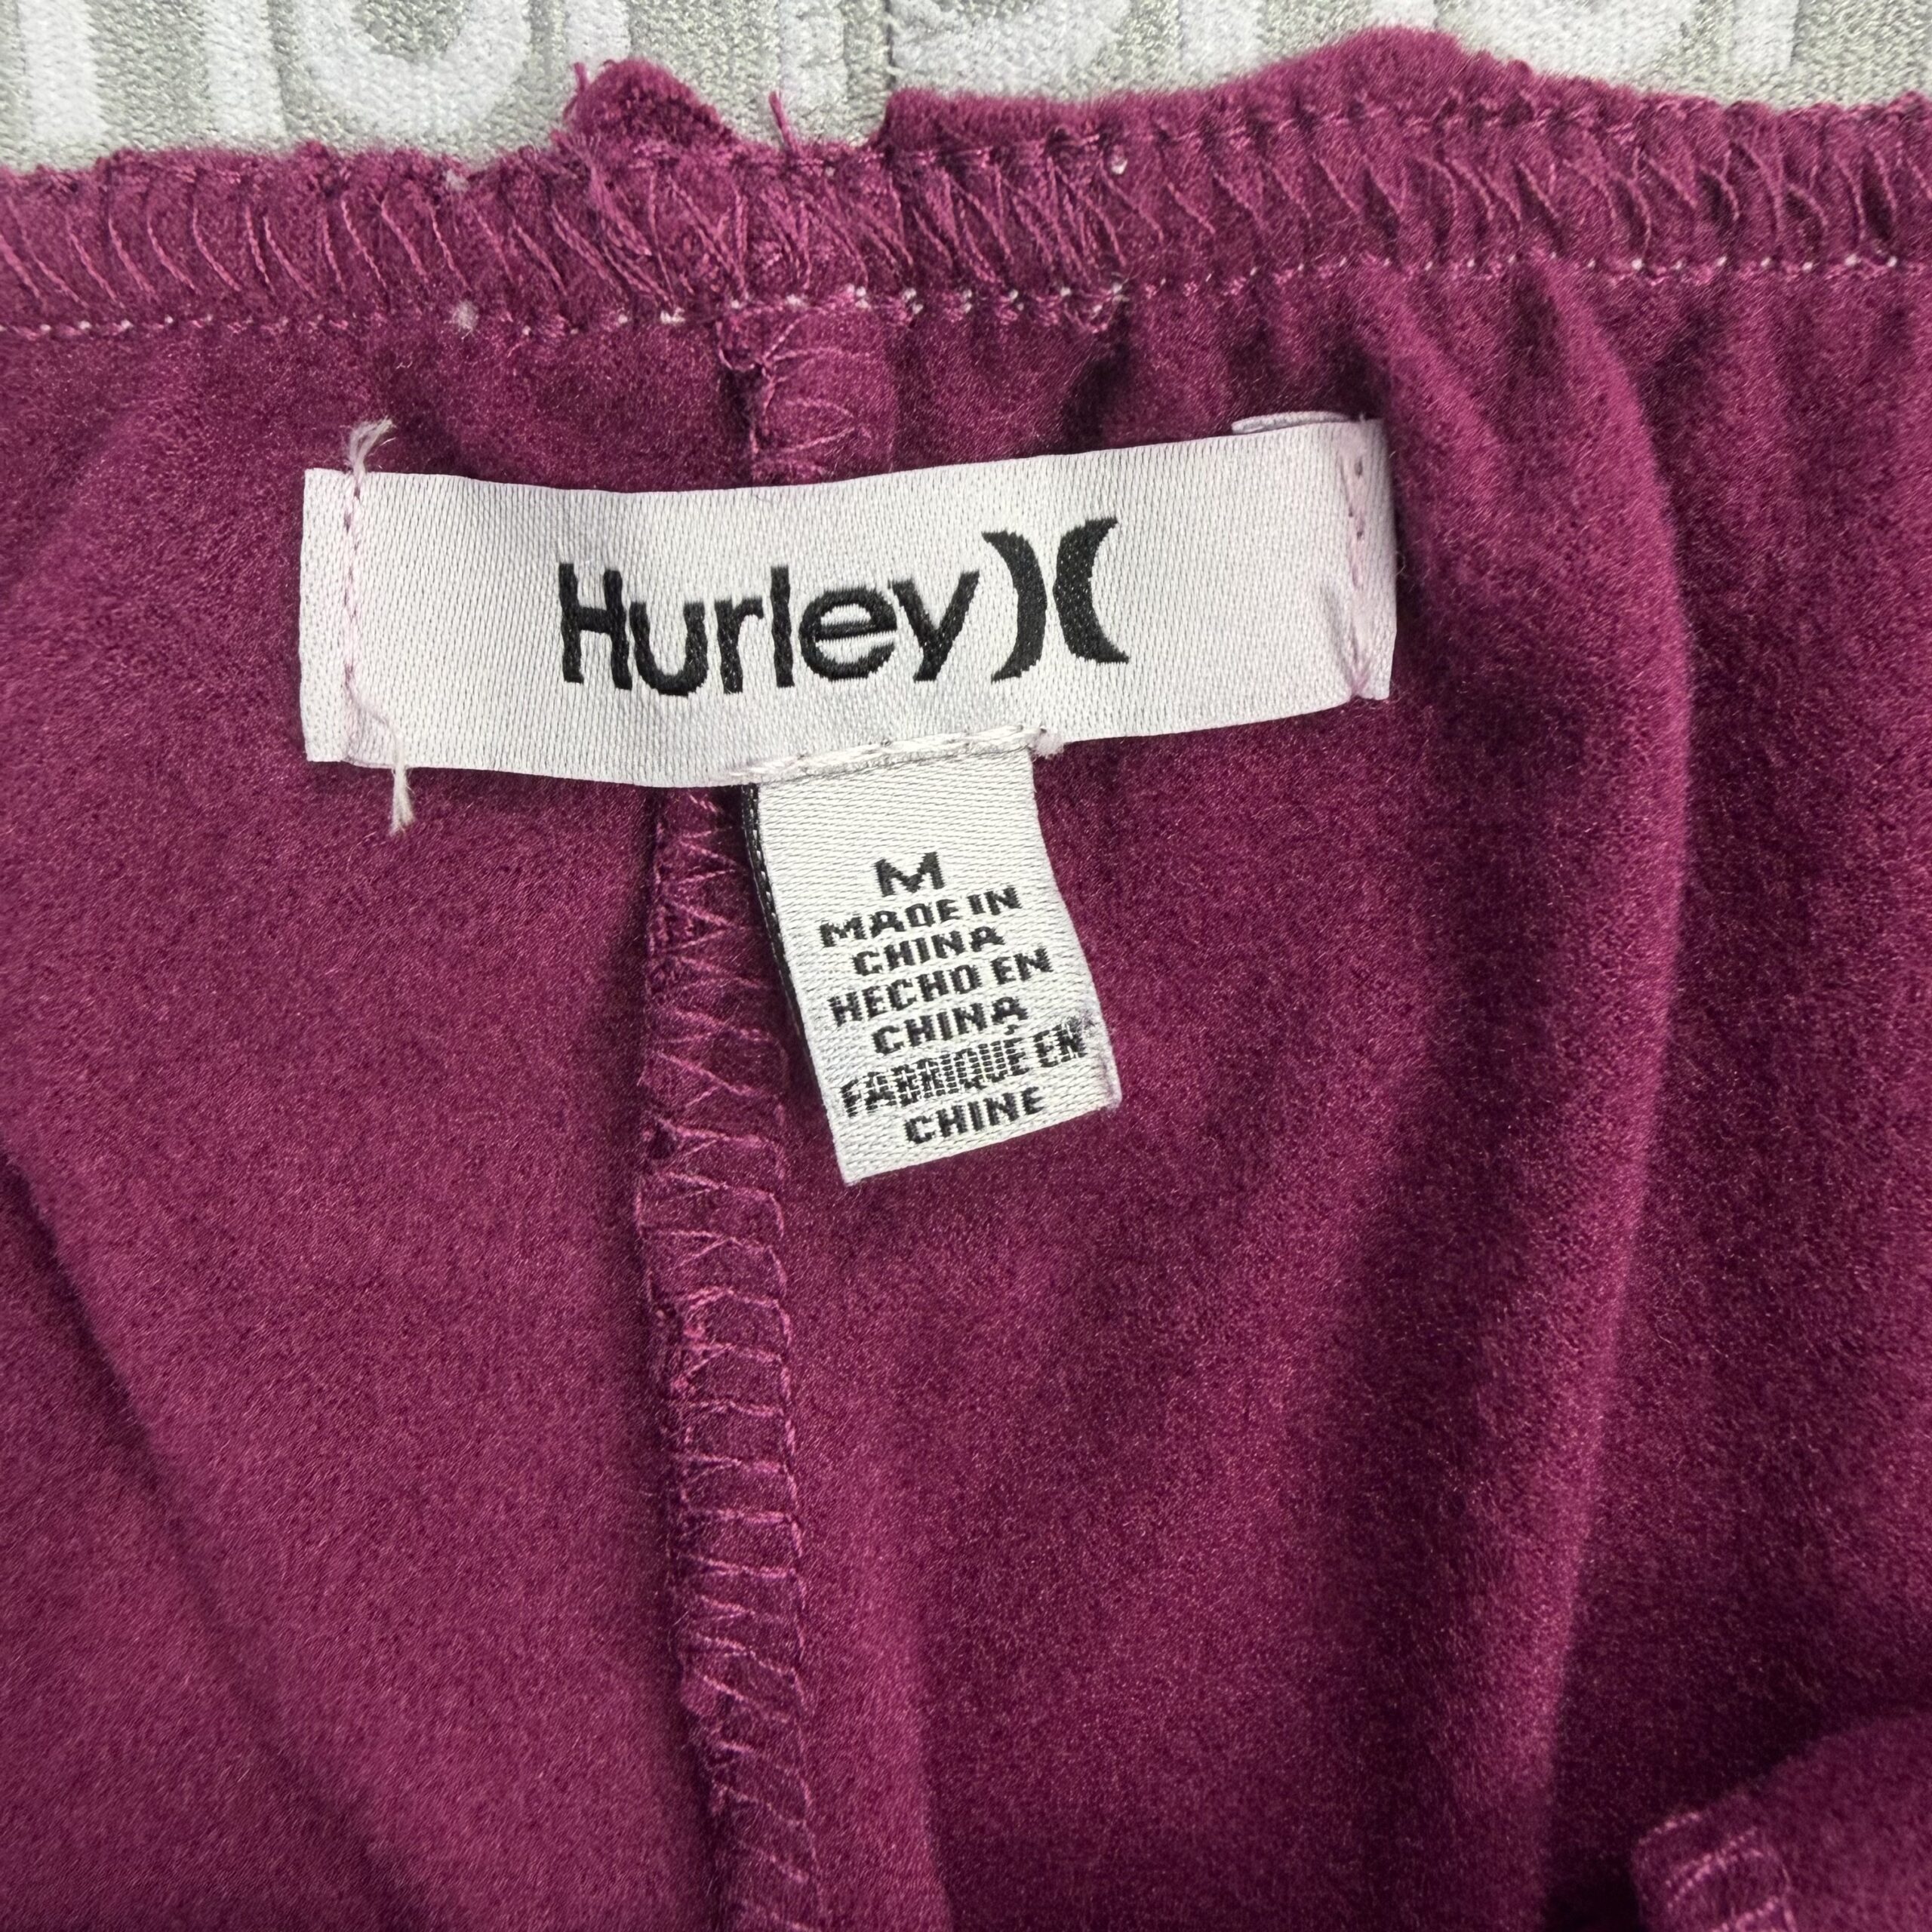 Hurley
M
MADE IN
CHINA
HECHO EN
CHINA
FABRIQUÉ EN
CHINE